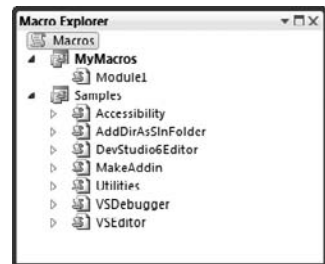 Macro Explorer
Macros
MyMacros
Module1
Samples
Accessibility
AddDirAsSlnFolder
DevStudio6Editor
MakeAddin
Utilities
VSDebugger
VSEditor